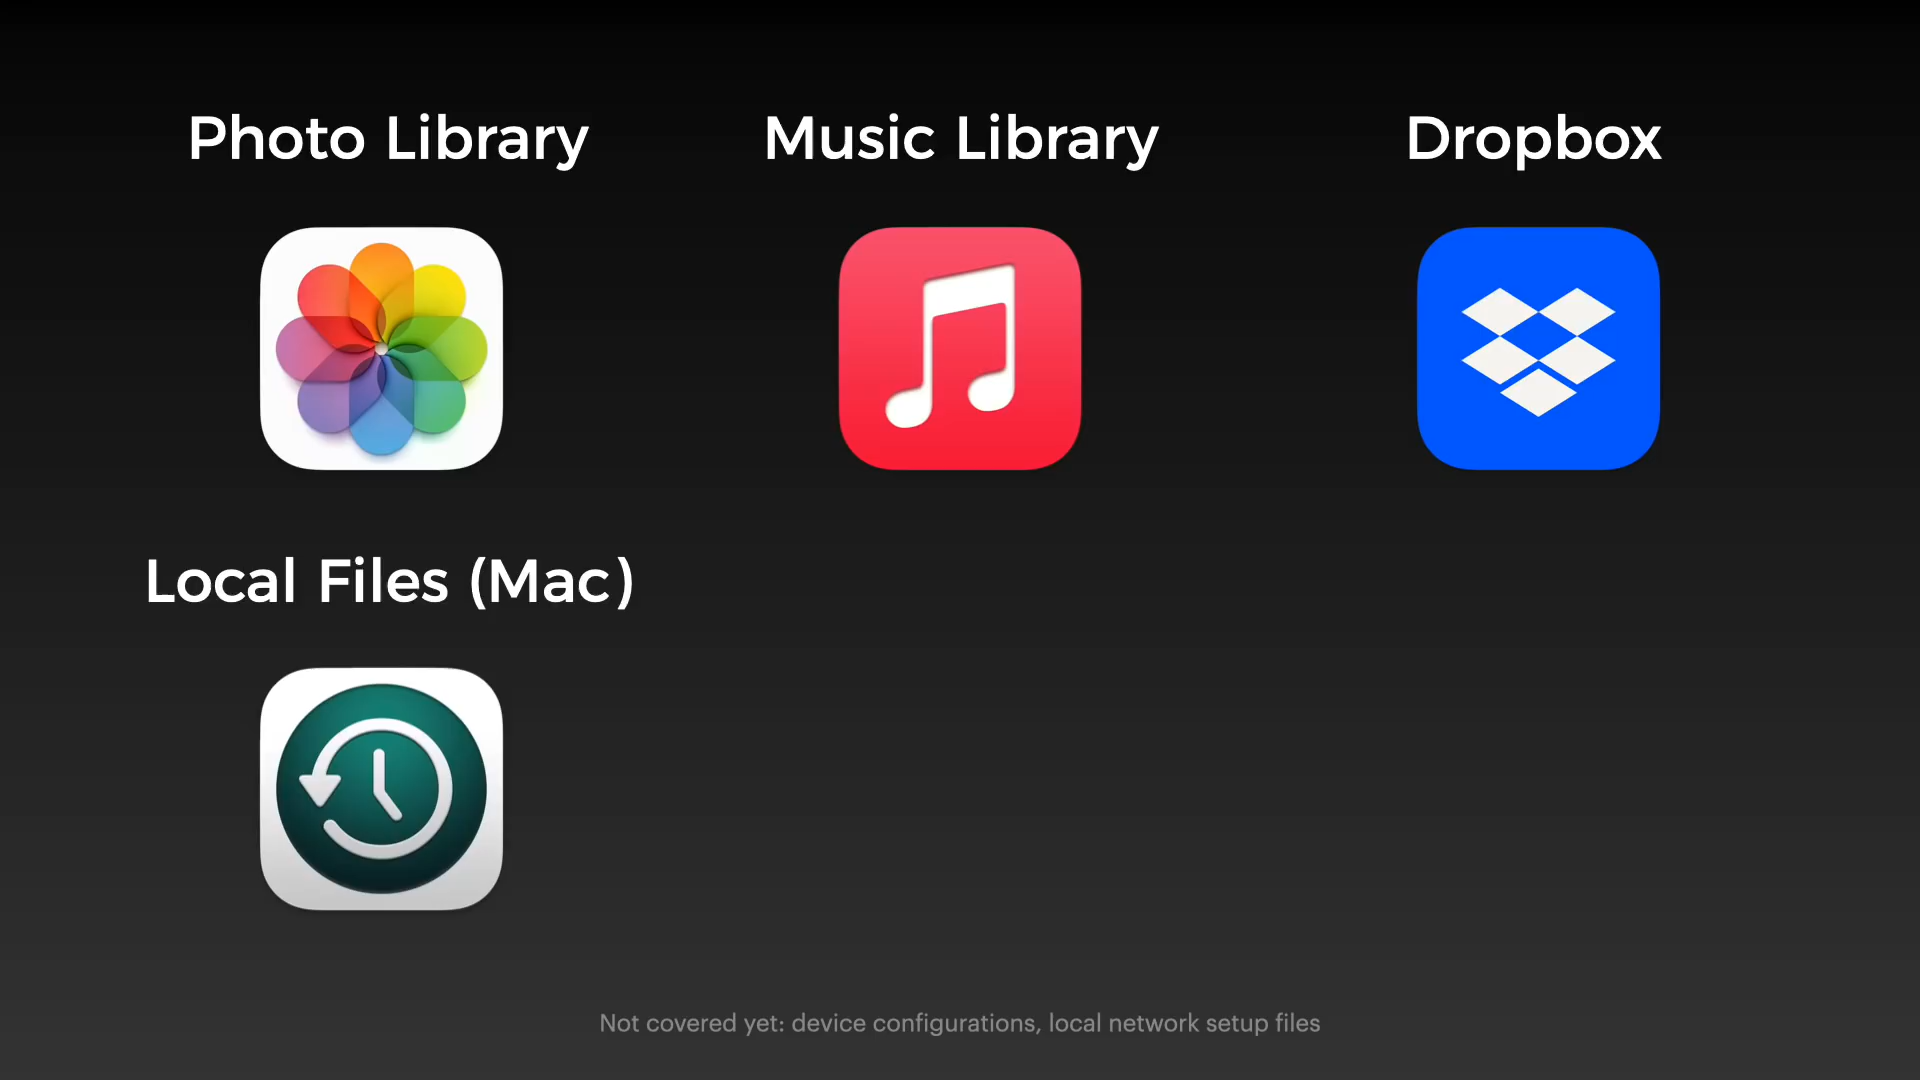 Photo Library
Music Library
Dropbox
Local Files (Mac)
Not covered yet: device configurations, local network setup files